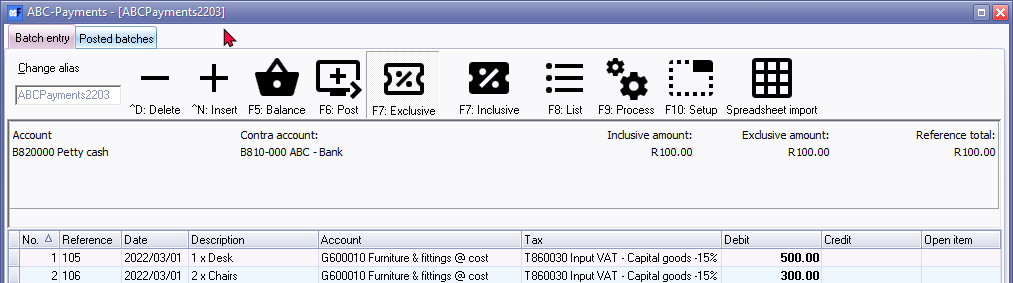 ABC-Payments - [ABCPayments2203]
Batch entry Posted batches
Change alias
ABCPayments2203
^D: Delete ^N: Insert F5: Balance F6: Post F7: Exclusive F7: Inclusive F8: List F9: Process F10: Setup Spreadsheet import
Account Contra account: Inclusive amount: Exclusive amount: Reference total:
B820000 Petty cash B810-000 ABC - Bank R100.00 R100.00 R100.00
No. Reference Date Description Account Tax Debit Credit Open item
1 105 2022/03/01 1 x Desk G600010 Furniture & fittings @ cost T860030 Input VAT - Capital goods -15% 500.00
2 106 2022/03/01 2 x Chairs G600010 Furniture & fittings @ cost T860030 Input VAT - Capital goods -15% 300.00